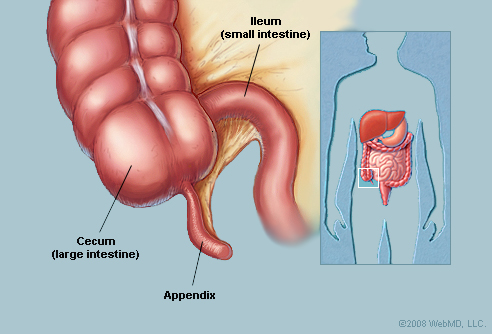 Ileum
(small intestine)
Cecum
(large intestine)
Appendix
©2008 WebMD, LLC.